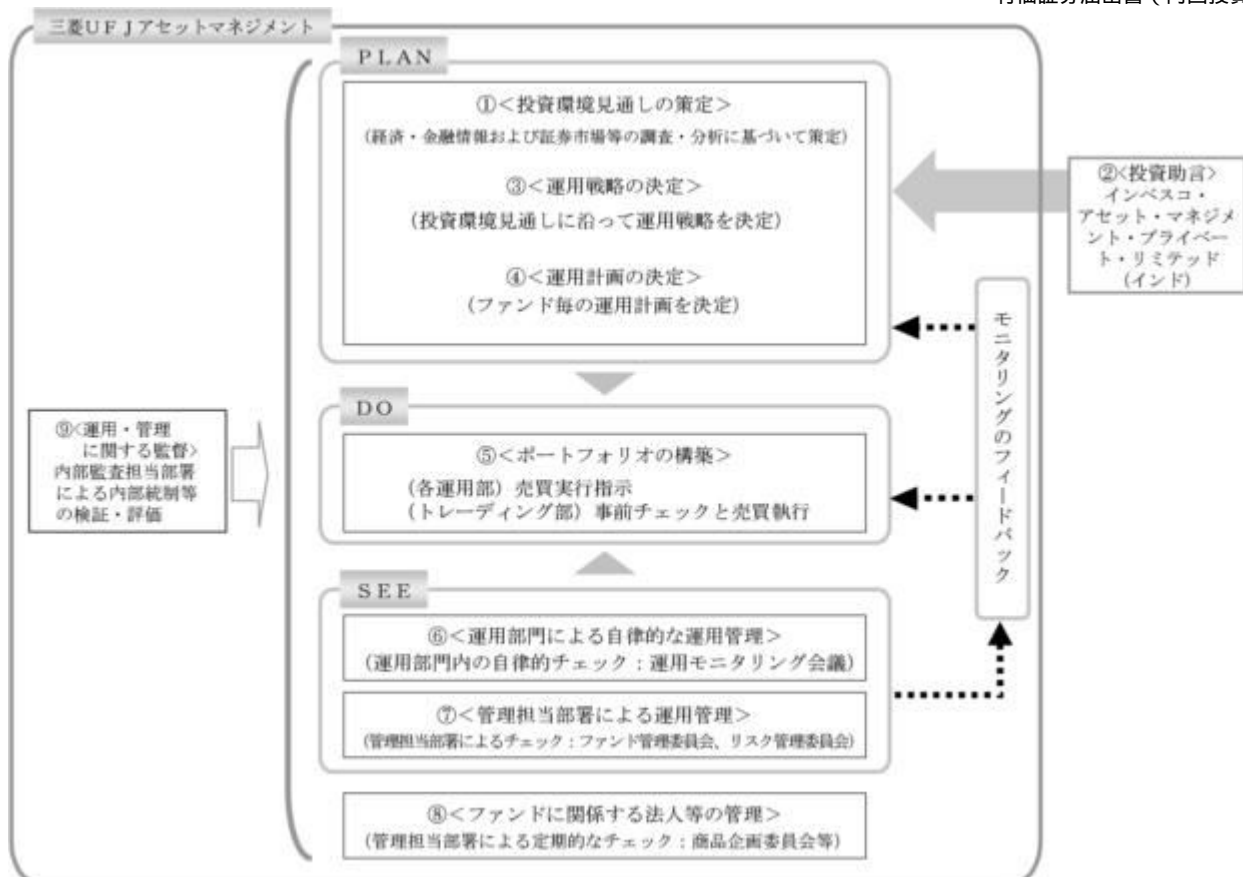 三菱UFJアセットマネジメント
PLAN
①<投資環境見通しの策定>
(経済・金融情報および証券市場等の調査・分析に基づいて策定)
③<運用戦略の決定>
(投資環境見通しに沿って運用戦略を決定)
④<運用計画の決定>
(ファンド毎の運用計画を決定)
②<投資助言>
インベスコ・
アセット・マネジメ
ント・プライベー
ト・リミテッド
(インド)
モニタリングのフィードバック
DO
⑤<ポートフォリオの構築>
(各運用部)売買実行指示
(トレーディング部)事前チェックと売買執行
⑨<運用・管理
に関する監督>
内部監査担当部署
による内部統制等
の検証・評価
SEE
⑥<運用部門による自律的な運用管理>
(運用部門内の自律的チェック:運用モニタリング会議)
⑦<管理担当部署による運用管理>
(管理担当部署によるチェック:ファンド管理委員会、リスク管理委員会)
⑧<ファンドに関係する法人等の管理>
(管理担当部署による定期的なチェック:商品企画委員会等)